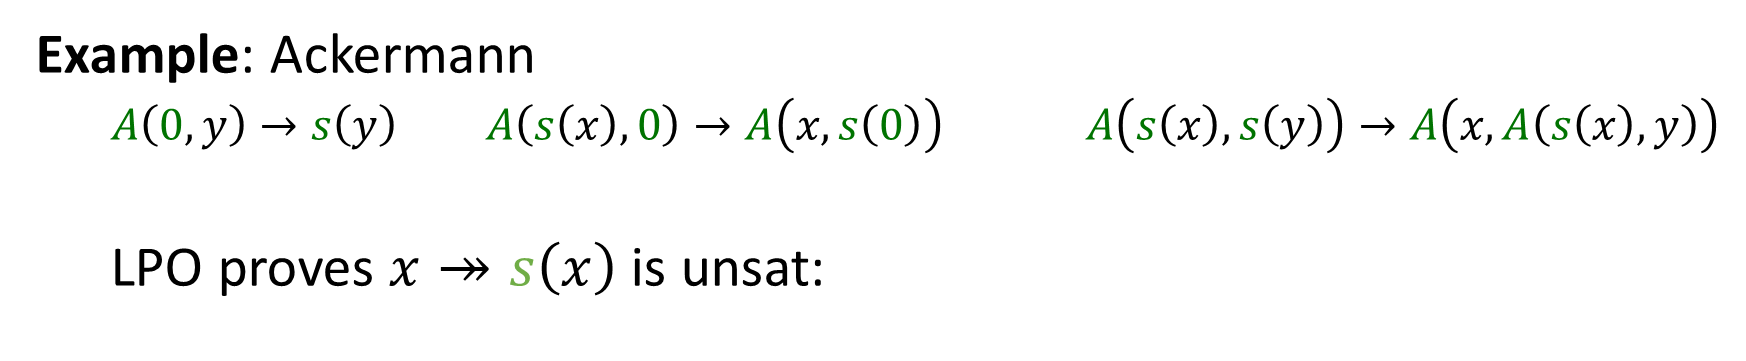 Example: Ackermann
A(0, y) → s(y) A(s(x), 0) → A(x, s(0)) A(s(x), s(y)) → A(x, A(s(x), y))
LPO proves x ↠ s(x) is unsat: